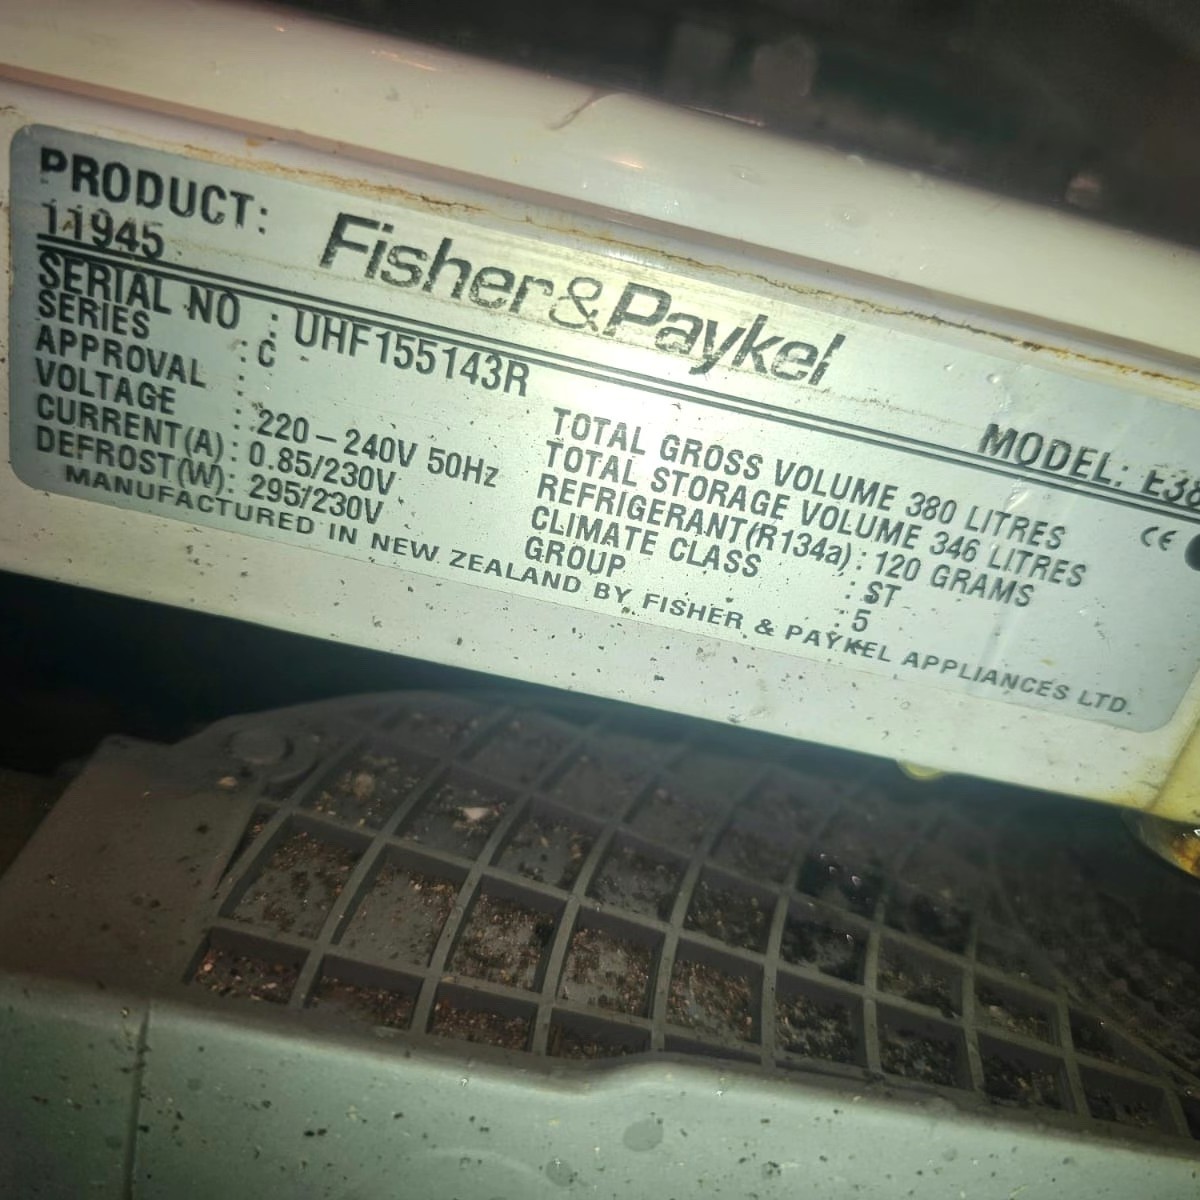 PRODUCT:
11945
Fisher&Paykel
MODEL:
SERIAL NO : UHF155143R
SERIES : C
APPROVAL :
VOLTAGE : 220 – 240V 50Hz
CURRENT(A) : 0.85/230V
DEFROST(W): 295/230V
TOTAL GROSS VOLUME 380 LITRES
TOTAL STORAGE VOLUME 346 LITRES
REFRIGERANT(R134a) : 120 GRAMS
CLIMATE CLASS : ST
GROUP : 5
CE
MANUFACTURED IN NEW ZEALAND BY FISHER & PAYKEL APPLIANCES LTD.